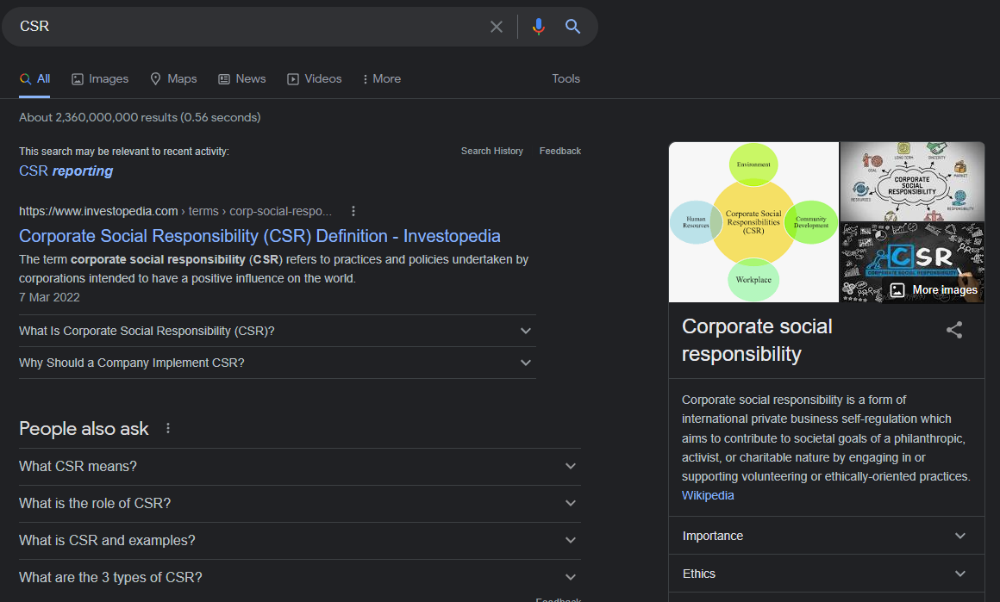 CSR
All
Images
Maps
News
Videos
More
Tools
About 2,360,000,000 results (0.56 seconds)
This search may be relevant to recent activity:
Search History
Feedback
CSR reporting
https://www.investopedia.com › terms › corp-social-respo...
Corporate Social Responsibility (CSR) Definition - Investopedia
The term corporate social responsibility (CSR) refers to practices and policies undertaken by
corporations intended to have a positive influence on the world.
7 Mar 2022
What Is Corporate Social Responsibility (CSR)?
Why Should a Company Implement CSR?
People also ask
What CSR means?
What is the role of CSR?
What is CSR and examples?
What are the 3 types of CSR?
Feedback
Environment
Human
Resources
Corporate Social
Responsibilities
(CSR)
Community
Development
Workplace
LONG TERM
SINCERITY
GOAL
MARKET
CORPORATE
SOCIAL
RESPONSIBILITY
RESOURCES
RESPONSIBILITY
CSR
CORPORATE SOCIAL RESPONSIBILITY
More images
Corporate social
responsibility
Corporate social responsibility is a form of
international private business self-regulation which
aims to contribute to societal goals of a philanthropic,
activist, or charitable nature by engaging in or
supporting volunteering or ethically-oriented practices.
Wikipedia
Importance
Ethics